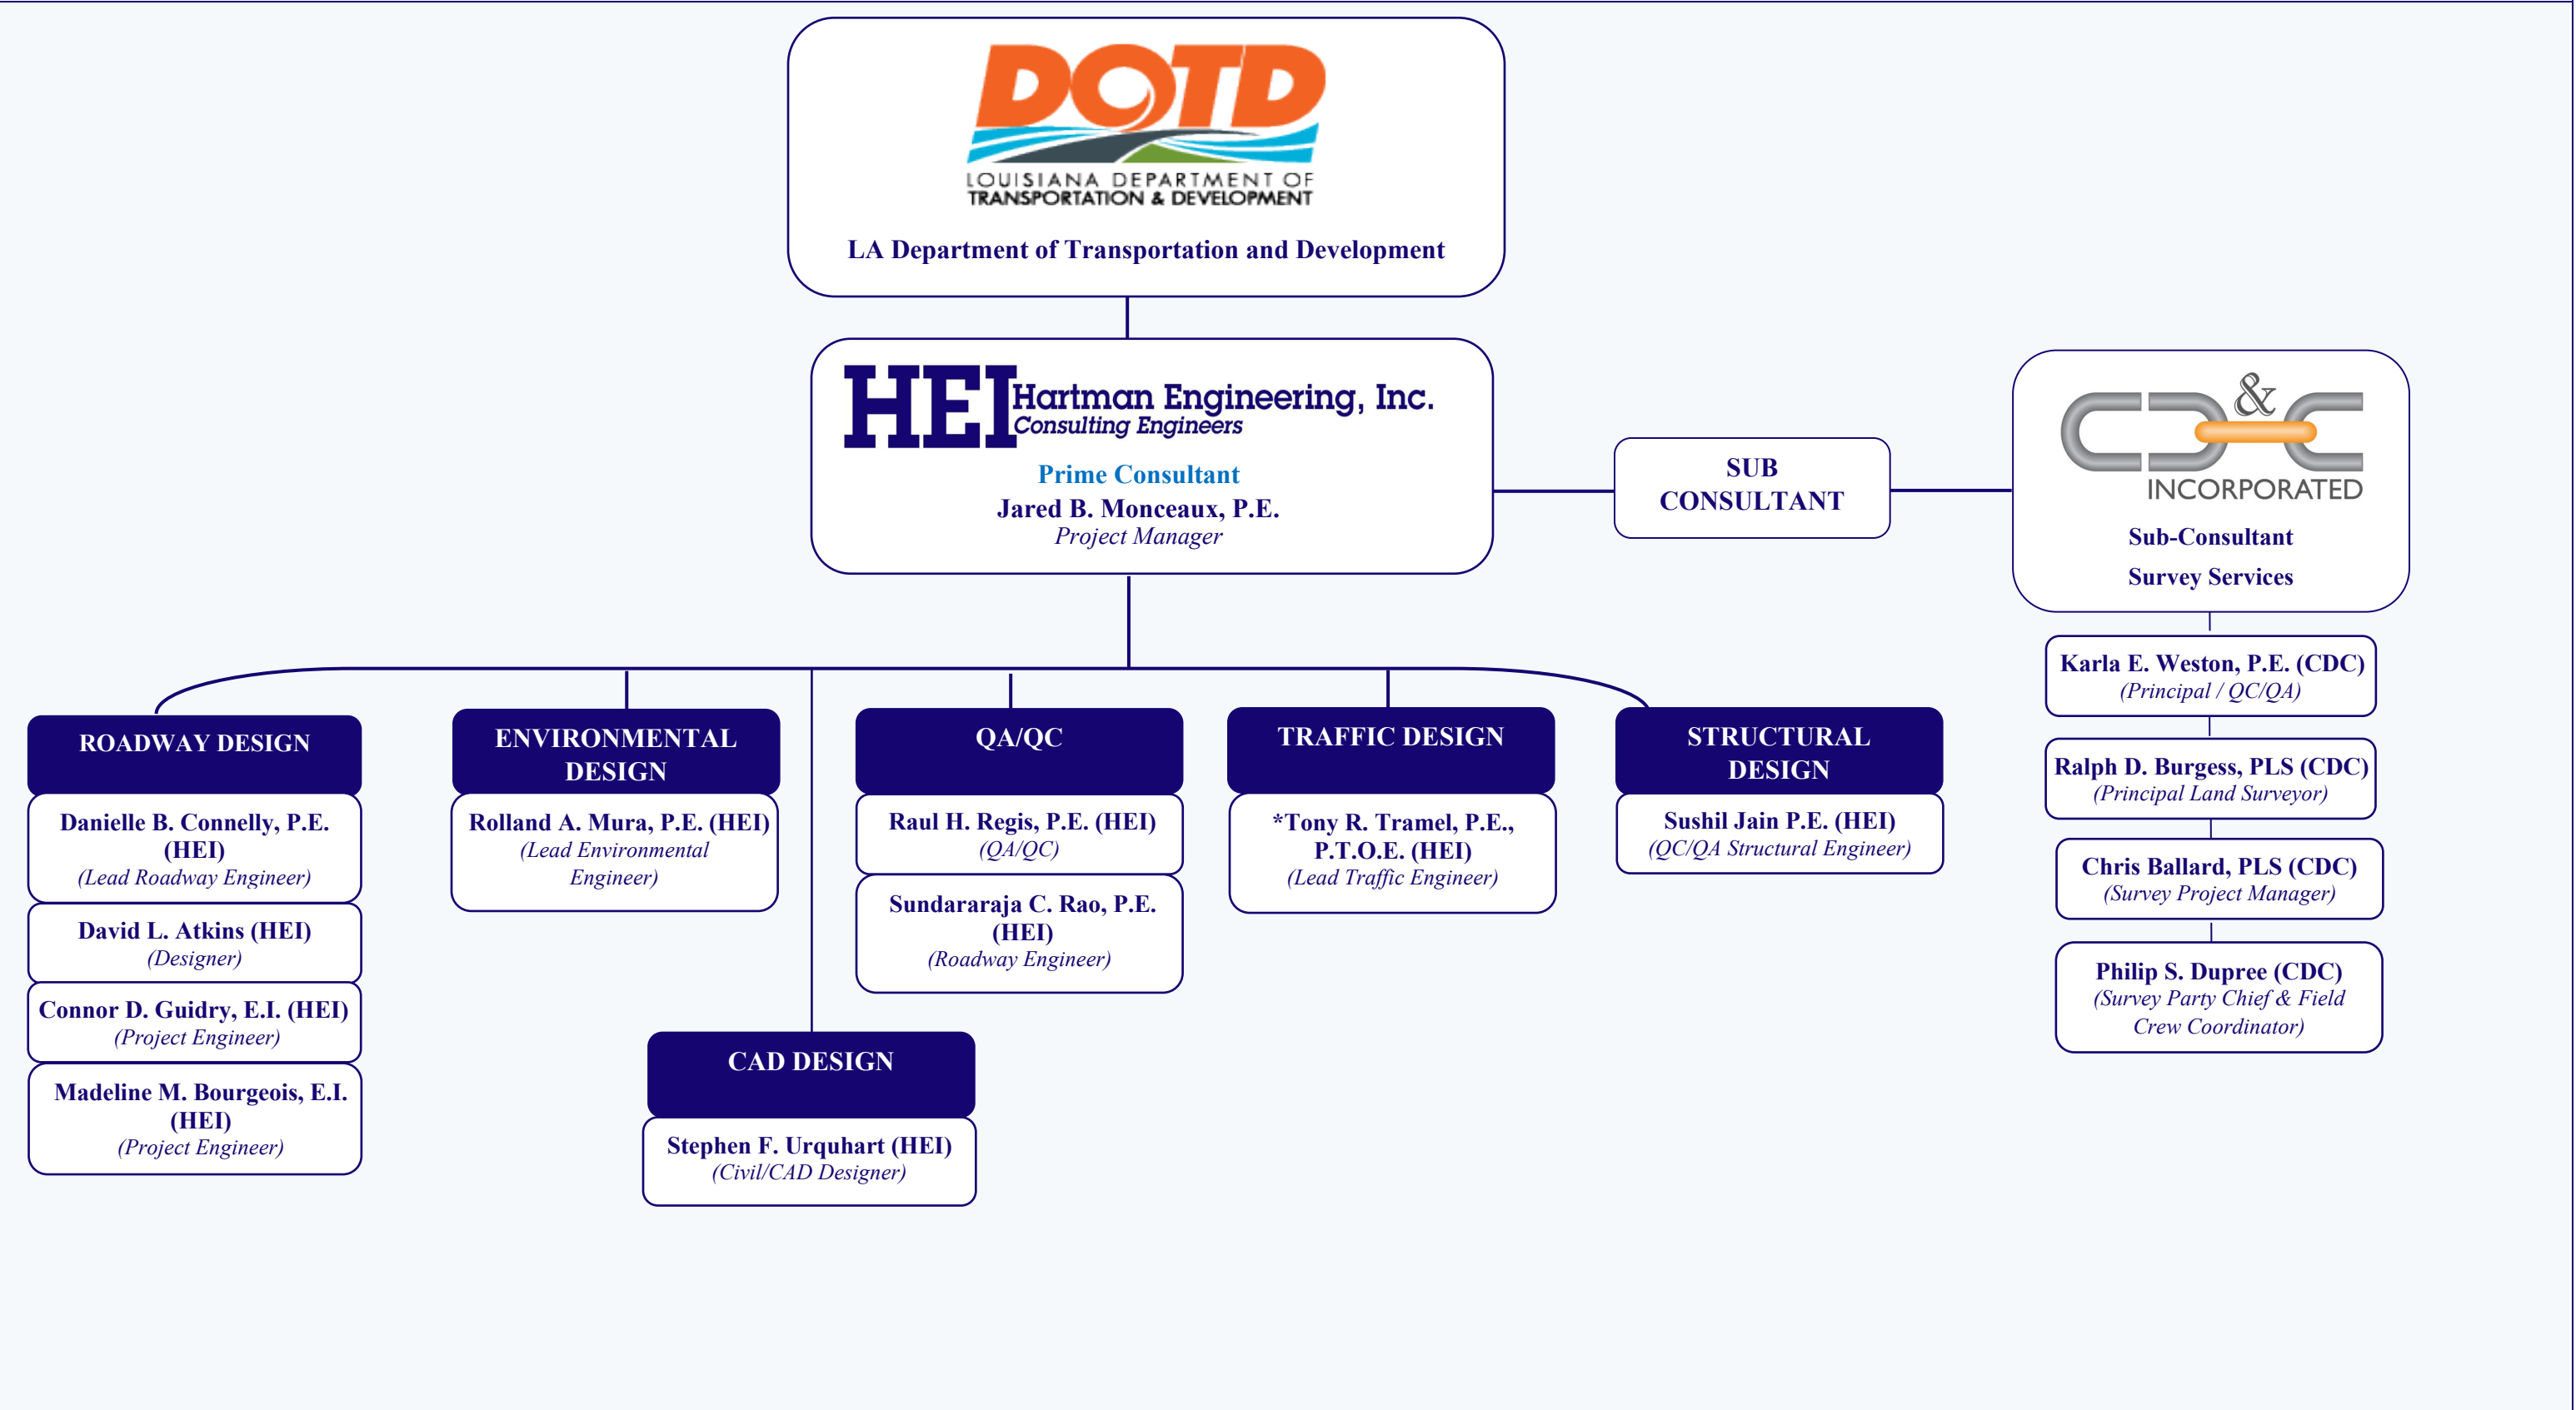 DOTD
LOUISIANA DEPARTMENT OF
TRANSPORTATION & DEVELOPMENT
LA Department of Transportation and Development
HEI Hartman Engineering, Inc.
Consulting Engineers
Prime Consultant
Jared B. Monceaux, P.E.
Project Manager
SUB
CONSULTANT
CD&C
INCORPORATED
Sub-Consultant
Survey Services
Karla E. Weston, P.E. (CDC)
(Principal / QC/QA)
Ralph D. Burgess, PLS (CDC)
(Principal Land Surveyor)
Chris Ballard, PLS (CDC)
(Survey Project Manager)
Philip S. Dupree (CDC)
(Survey Party Chief & Field
Crew Coordinator)
ROADWAY DESIGN
Danielle B. Connelly, P.E.
(HEI)
(Lead Roadway Engineer)
David L. Atkins (HEI)
(Designer)
Connor D. Guidry, E.I. (HEI)
(Project Engineer)
Madeline M. Bourgeois, E.I.
(HEI)
(Project Engineer)
ENVIRONMENTAL
DESIGN
Rolland A. Mura, P.E. (HEI)
(Lead Environmental
Engineer)
CAD DESIGN
Stephen F. Urquhart (HEI)
(Civil/CAD Designer)
QA/QC
Raul H. Regis, P.E. (HEI)
(QA/QC)
Sundararaja C. Rao, P.E.
(HEI)
(Roadway Engineer)
TRAFFIC DESIGN
*Tony R. Tramel, P.E.,
P.T.O.E. (HEI)
(Lead Traffic Engineer)
STRUCTURAL
DESIGN
Sushil Jain P.E. (HEI)
(QC/QA Structural Engineer)